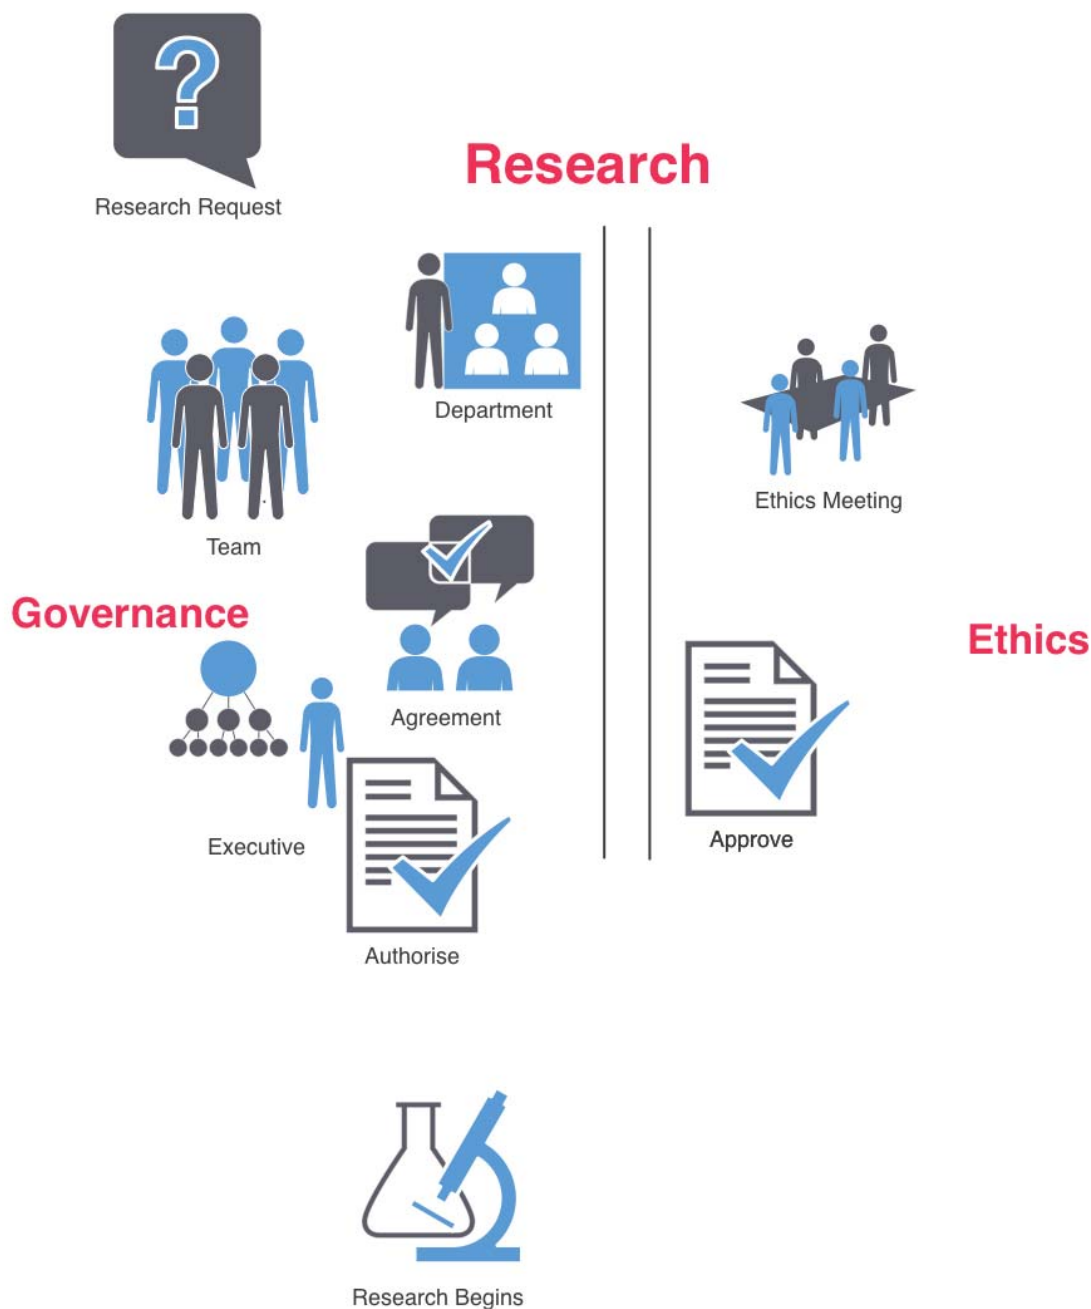 ?
Research Request
Research
Department
Team
Ethics Meeting
Governance
Ethics
Agreement
Executive
Approve
Authorise
Research Begins